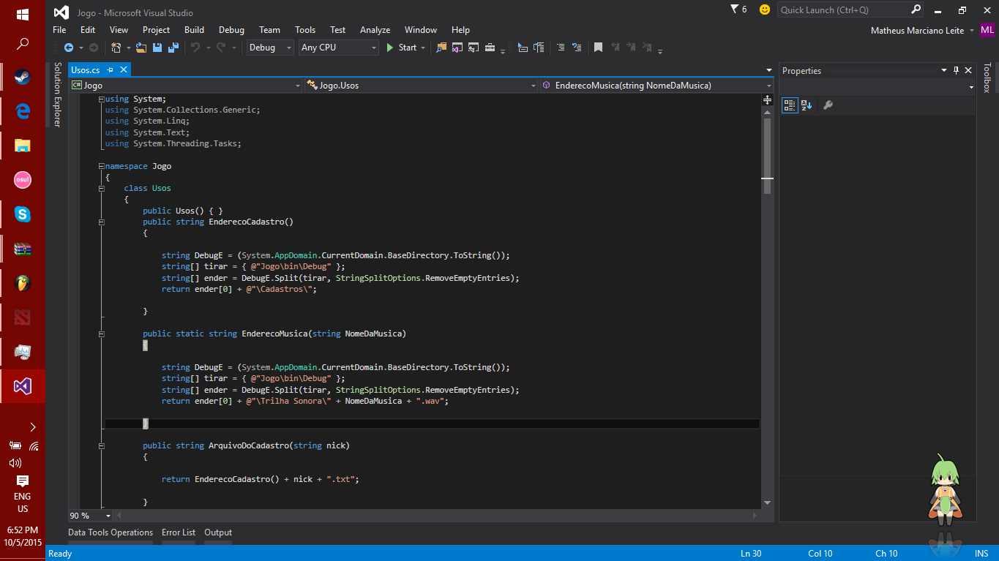 Jogo - Microsoft Visual Studio
6
Quick Launch (Ctrl+Q)
File Edit View Project Build Debug Team Tools Test Analyze Window Help
Matheus Marciano Leite ML
Debug Any CPU Start
Solution Explorer
Usos.cs
Properties
Toolbox
C# Jogo Jogo.Usos EnderecoMusica(string NomeDaMusica)
using System;
using System.Collections.Generic;
using System.Linq;
using System.Text;
using System.Threading.Tasks;
namespace Jogo
{
class Usos
{
public Usos() { }
public string EnderecoCadastro()
{
string DebugE = (System.AppDomain.CurrentDomain.BaseDirectory.ToString());
string[] tirar = { @"Jogo\bin\Debug" };
string[] ender = DebugE.Split(tirar, StringSplitOptions.RemoveEmptyEntries);
return ender[0] + @"\Cadastros\";
}
public static string EnderecoMusica(string NomeDaMusica)
{
string DebugE = (System.AppDomain.CurrentDomain.BaseDirectory.ToString());
string[] tirar = { @"Jogo\bin\Debug" };
string[] ender = DebugE.Split(tirar, StringSplitOptions.RemoveEmptyEntries);
return ender[0] + @"\Trilha Sonora\" + NomeDaMusica + ".wav";
}
public string ArquivoDoCadastro(string nick)
{
return EnderecoCadastro() + nick + ".txt";
}
90 %
Data Tools Operations Error List Output
Ready Ln 30 Col 10 Ch 10 INS
osu!
ENG
US
6:52 PM
10/5/2015